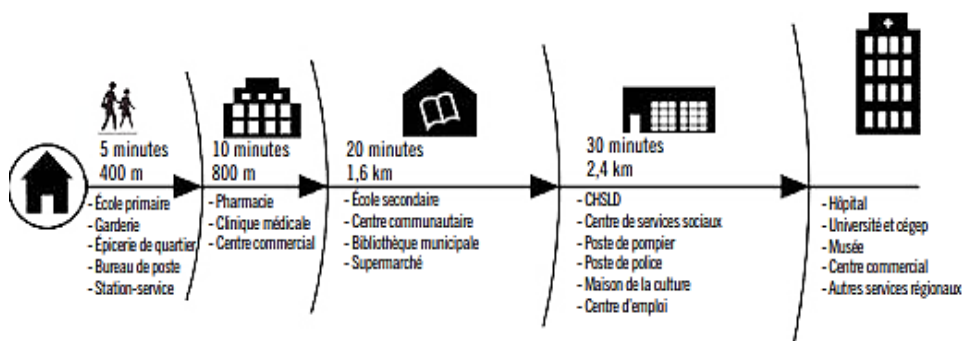 5 minutes
400 m
- École primaire
- Garderie
- Épicerie de quartier
- Bureau de poste
- Station-service
10 minutes
800 m
- Pharmacie
- Clinique médicale
- Centre commercial
20 minutes
1,6 km
- École secondaire
- Centre communautaire
- Bibliothèque municipale
- Supermarché
30 minutes
2,4 km
- CHSLD
- Centre de services sociaux
- Poste de pompier
- Poste de police
- Maison de la culture
- Centre d'emploi
- Hôpital
- Université et cégep
- Musée
- Centre commercial
- Autres services régionaux